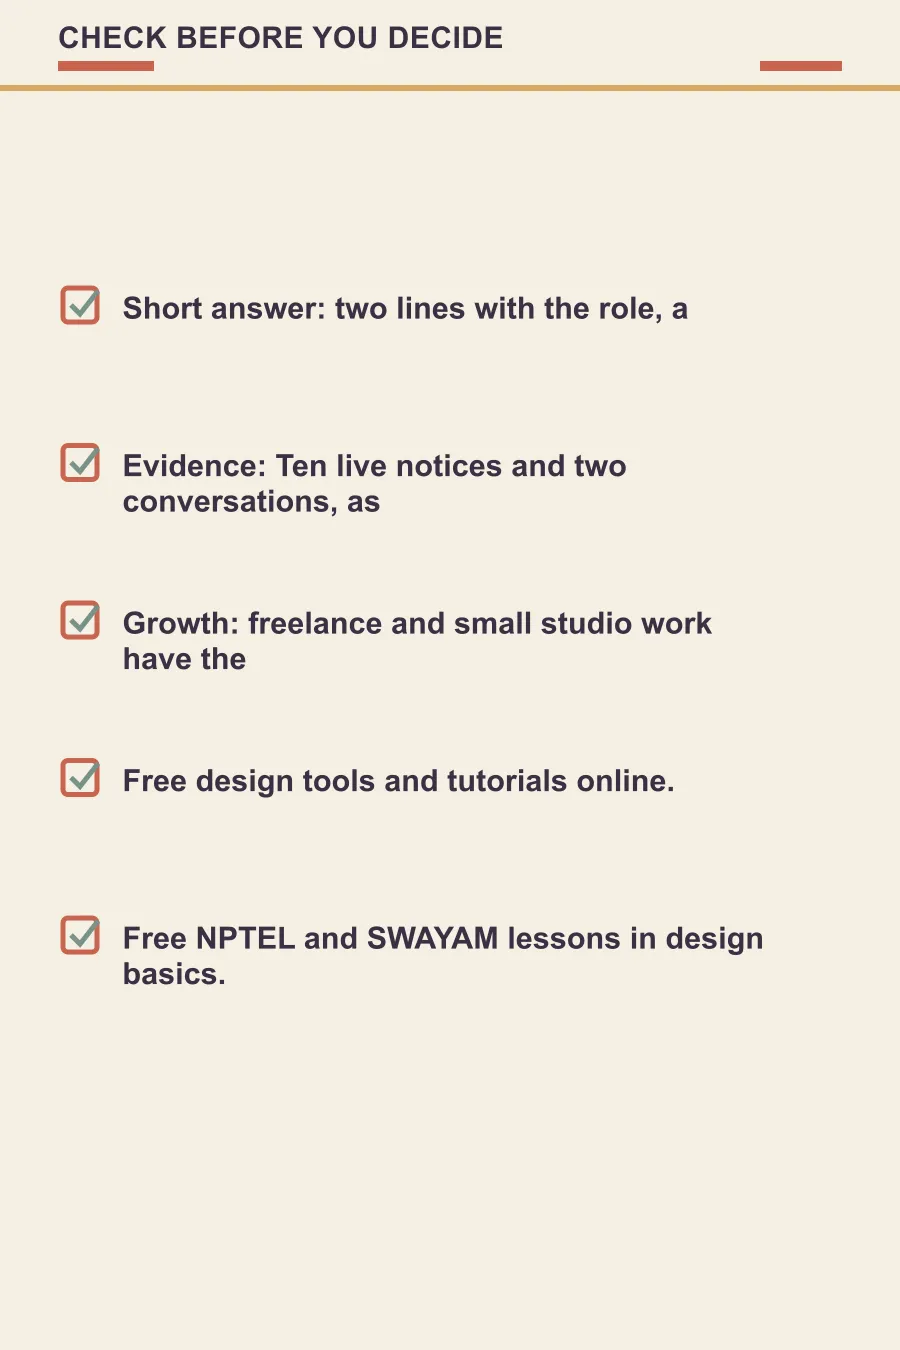 CHECK BEFORE YOU DECIDE
Short answer: two lines with the role, a
Evidence: Ten live notices and two
conversations, as
Growth: freelance and small studio work
have the
Free design tools and tutorials online.
Free NPTEL and SWAYAM lessons in design
basics.